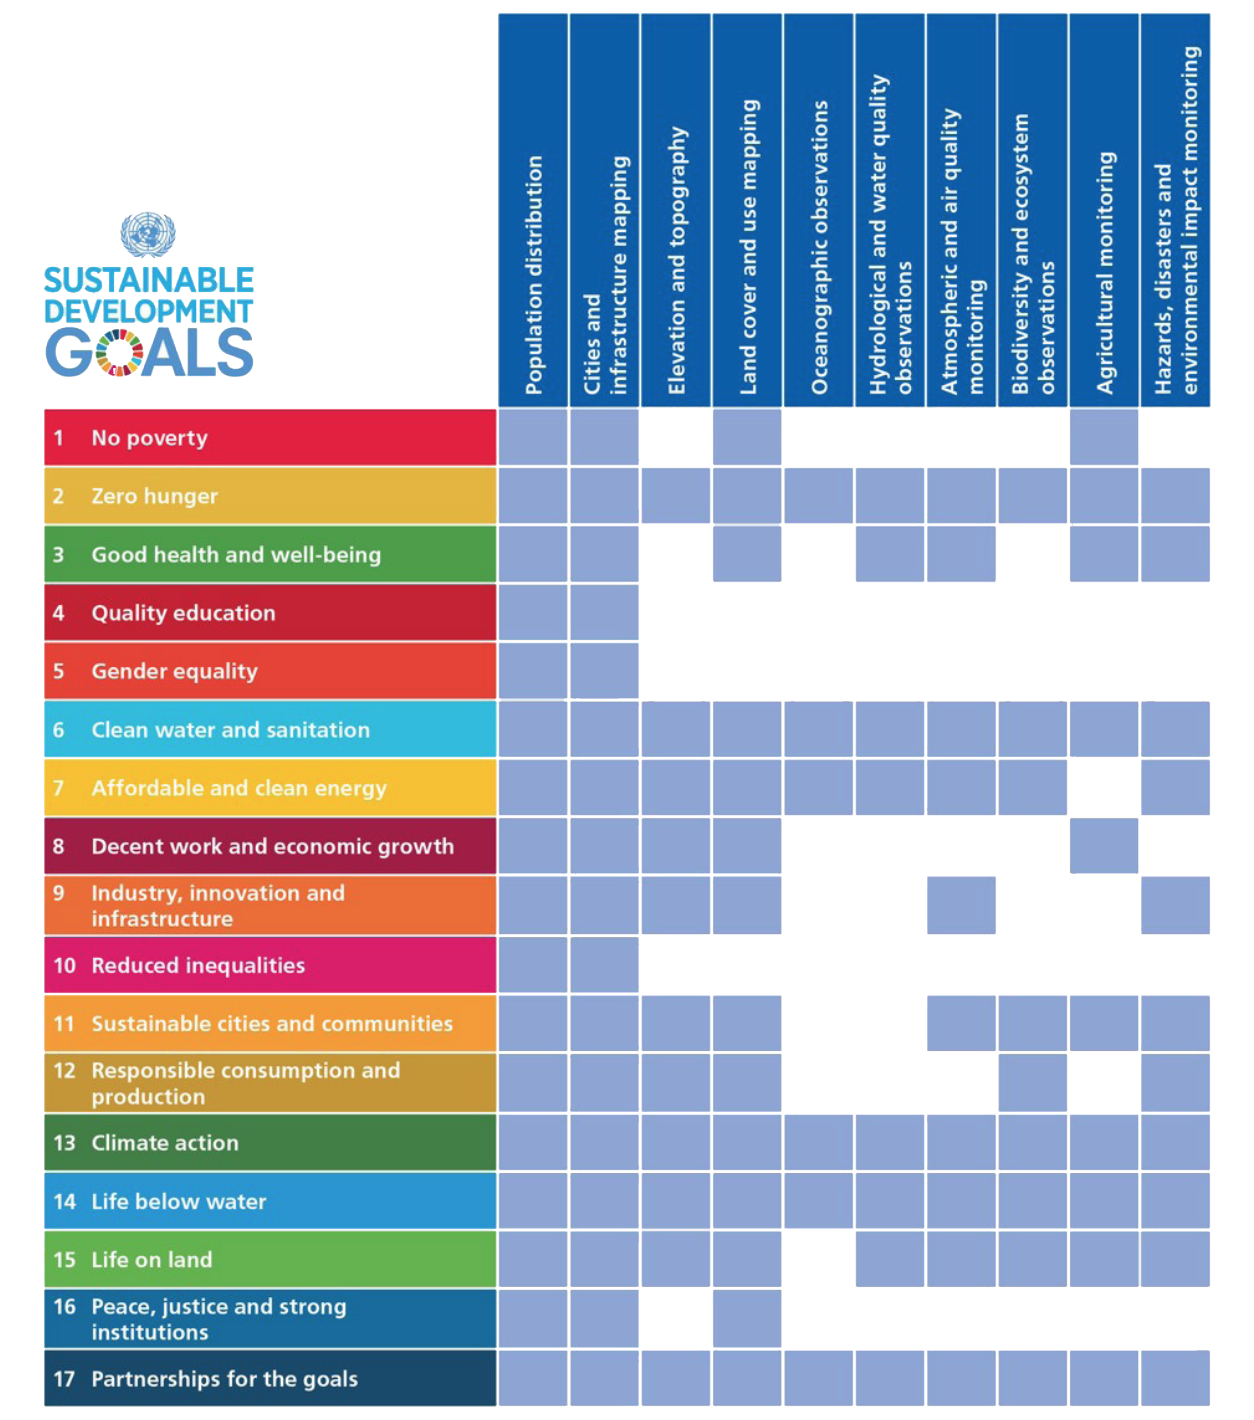 SUSTAINABLE
DEVELOPMENT
GOALS
Population distribution
Cities and
infrastructure mapping
Elevation and topography
Land cover and use mapping
Oceanographic observations
Hydrological and water quality
observations
Atmospheric and air quality
monitoring
Biodiversity and ecosystem
observations
Agricultural monitoring
Hazards, disasters and
environmental impact monitoring
1 No poverty
2 Zero hunger
3 Good health and well-being
4 Quality education
5 Gender equality
6 Clean water and sanitation
7 Affordable and clean energy
8 Decent work and economic growth
9 Industry, innovation and
infrastructure
10 Reduced inequalities
11 Sustainable cities and communities
12 Responsible consumption and
production
13 Climate action
14 Life below water
15 Life on land
16 Peace, justice and strong
institutions
17 Partnerships for the goals